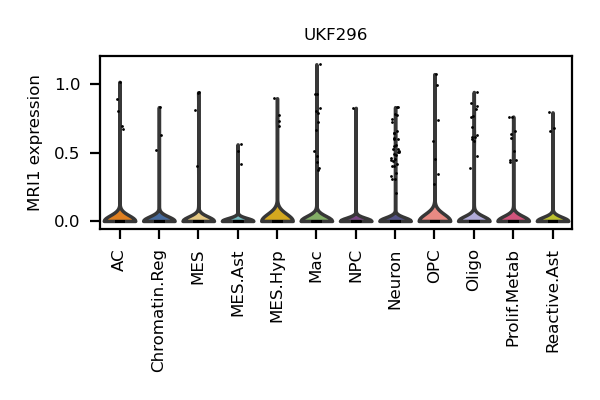 UKF296
MRI1 expression
1.0
0.5
0.0
AC
Chromatin.Reg
MES
MES.Ast
MES.Hyp
Mac
NPC
Neuron
OPC
Oligo
Prolif.Metab
Reactive.Ast